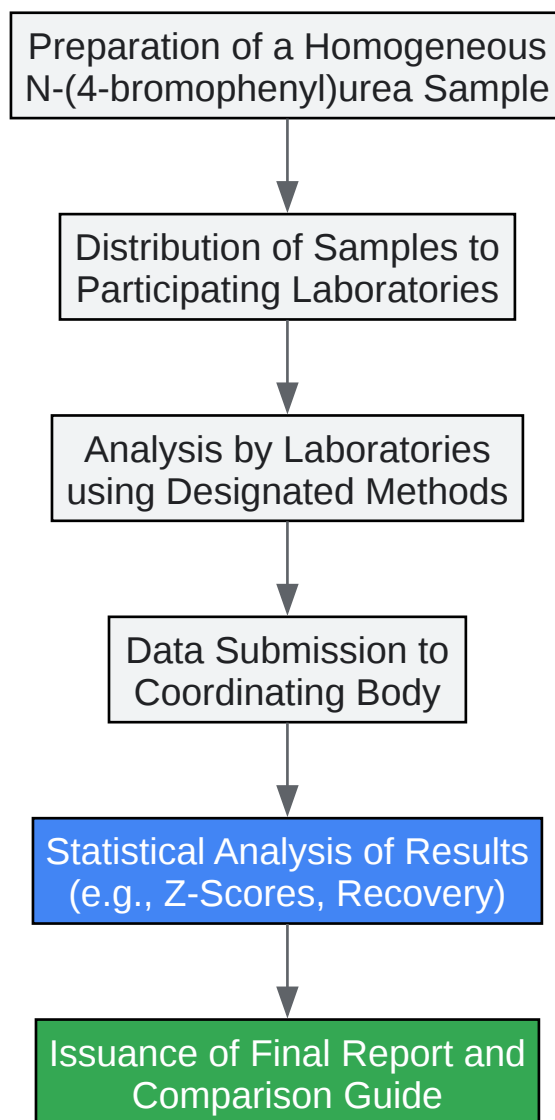 Preparation of a Homogeneous
N-(4-bromophenyl)urea Sample
Distribution of Samples to
Participating Laboratories
Analysis by Laboratories
using Designated Methods
Data Submission to
Coordinating Body
Statistical Analysis of Results
(e.g., Z-Scores, Recovery)
Issuance of Final Report and
Comparison Guide